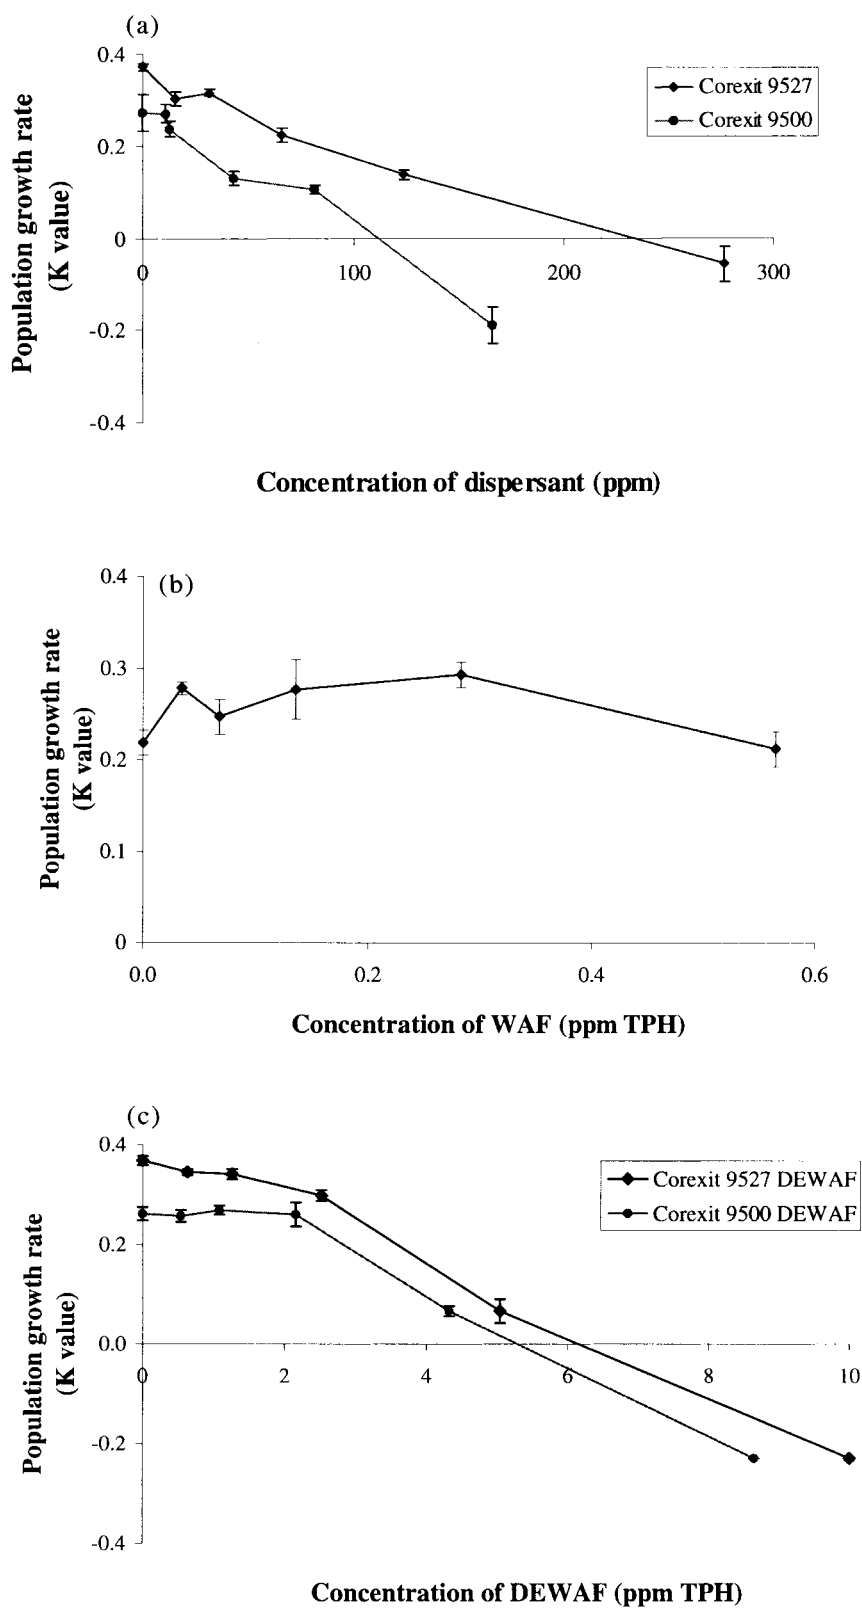 (a)
0.4
0.2
0
-0.2
-0.4
0
100
200
300
Population growth rate
(K value)
Corexit 9527
Corexit 9500
Concentration of dispersant (ppm)
(b)
0.4
0.3
0.2
0.1
0
0.0
0.2
0.4
0.6
Population growth rate
(K value)
Concentration of WAF (ppm TPH)
(c)
0.4
0.2
0.0
-0.2
-0.4
0
2
4
6
8
10
Population growth rate
(K value)
Corexit 9527 DEWAF
Corexit 9500 DEWAF
Concentration of DEWAF (ppm TPH)